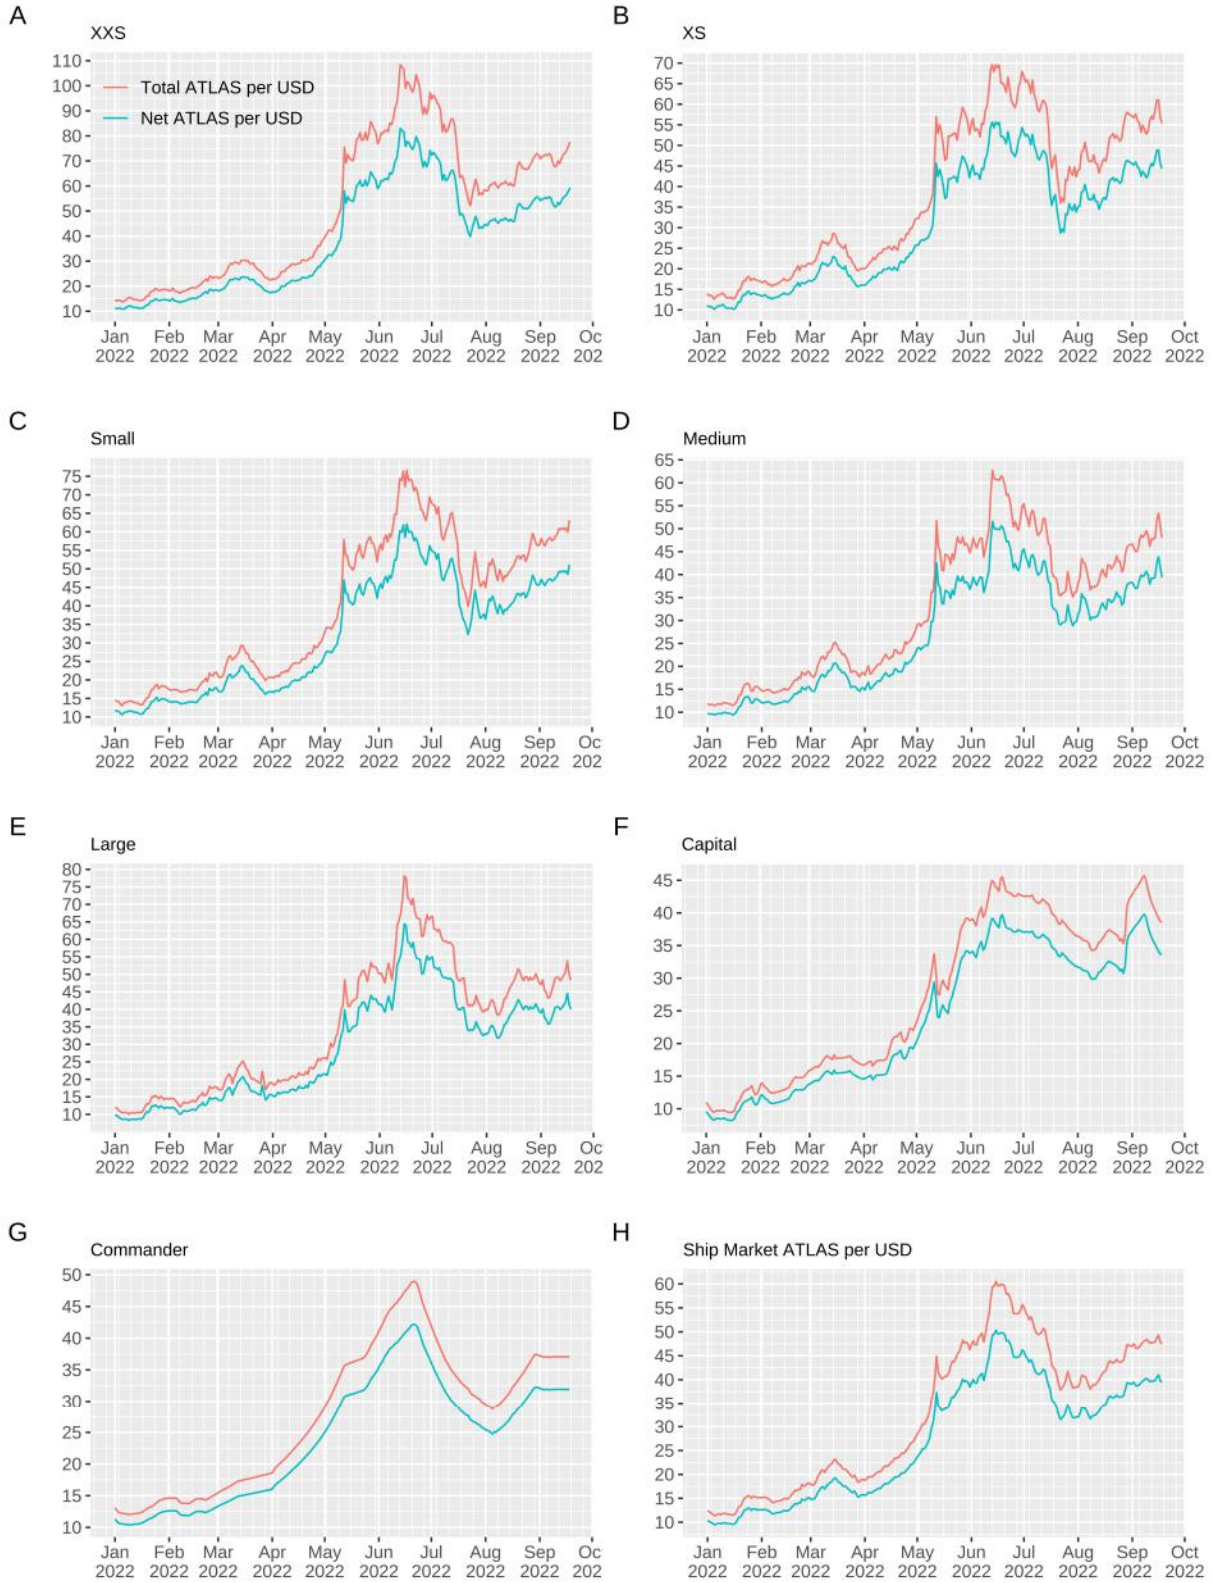 A
XXS
110
100
90
80
70
60
50
40
30
20
10
Total ATLAS per USD
Net ATLAS per USD
Jan Feb Mar Apr May Jun Jul Aug Sep Oc
2022 2022 2022 2022 2022 2022 2022 2022 2022 202
B
XS
70
65
60
55
50
45
40
35
30
25
20
15
10
Jan Feb Mar Apr May Jun Jul Aug Sep Oct
2022 2022 2022 2022 2022 2022 2022 2022 2022 2022
C
Small
75
70
65
60
55
50
45
40
35
30
25
20
15
10
Jan Feb Mar Apr May Jun Jul Aug Sep Oc
2022 2022 2022 2022 2022 2022 2022 2022 2022 202
D
Medium
65
60
55
50
45
40
35
30
25
20
15
10
Jan Feb Mar Apr May Jun Jul Aug Sep Oct
2022 2022 2022 2022 2022 2022 2022 2022 2022 2022
E
Large
80
75
70
65
60
55
50
45
40
35
30
25
20
15
10
Jan Feb Mar Apr May Jun Jul Aug Sep Oc
2022 2022 2022 2022 2022 2022 2022 2022 2022 202
F
Capital
45
40
35
30
25
20
15
10
Jan Feb Mar Apr May Jun Jul Aug Sep Oct
2022 2022 2022 2022 2022 2022 2022 2022 2022 2022
G
Commander
50
45
40
35
30
25
20
15
10
Jan Feb Mar Apr May Jun Jul Aug Sep Oc
2022 2022 2022 2022 2022 2022 2022 2022 2022 202
H
Ship Market ATLAS per USD
60
55
50
45
40
35
30
25
20
15
10
Jan Feb Mar Apr May Jun Jul Aug Sep Oct
2022 2022 2022 2022 2022 2022 2022 2022 2022 2022